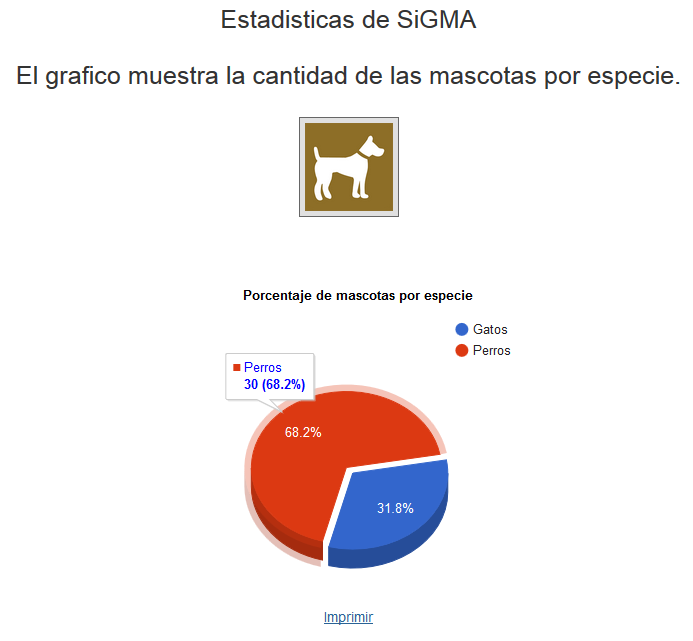 Estadisticas de SiGMA
El grafico muestra la cantidad de las mascotas por especie.
Porcentaje de mascotas por especie
Gatos
Perros
Perros
30 (68.2%)
68.2%
31.8%
Imprimir